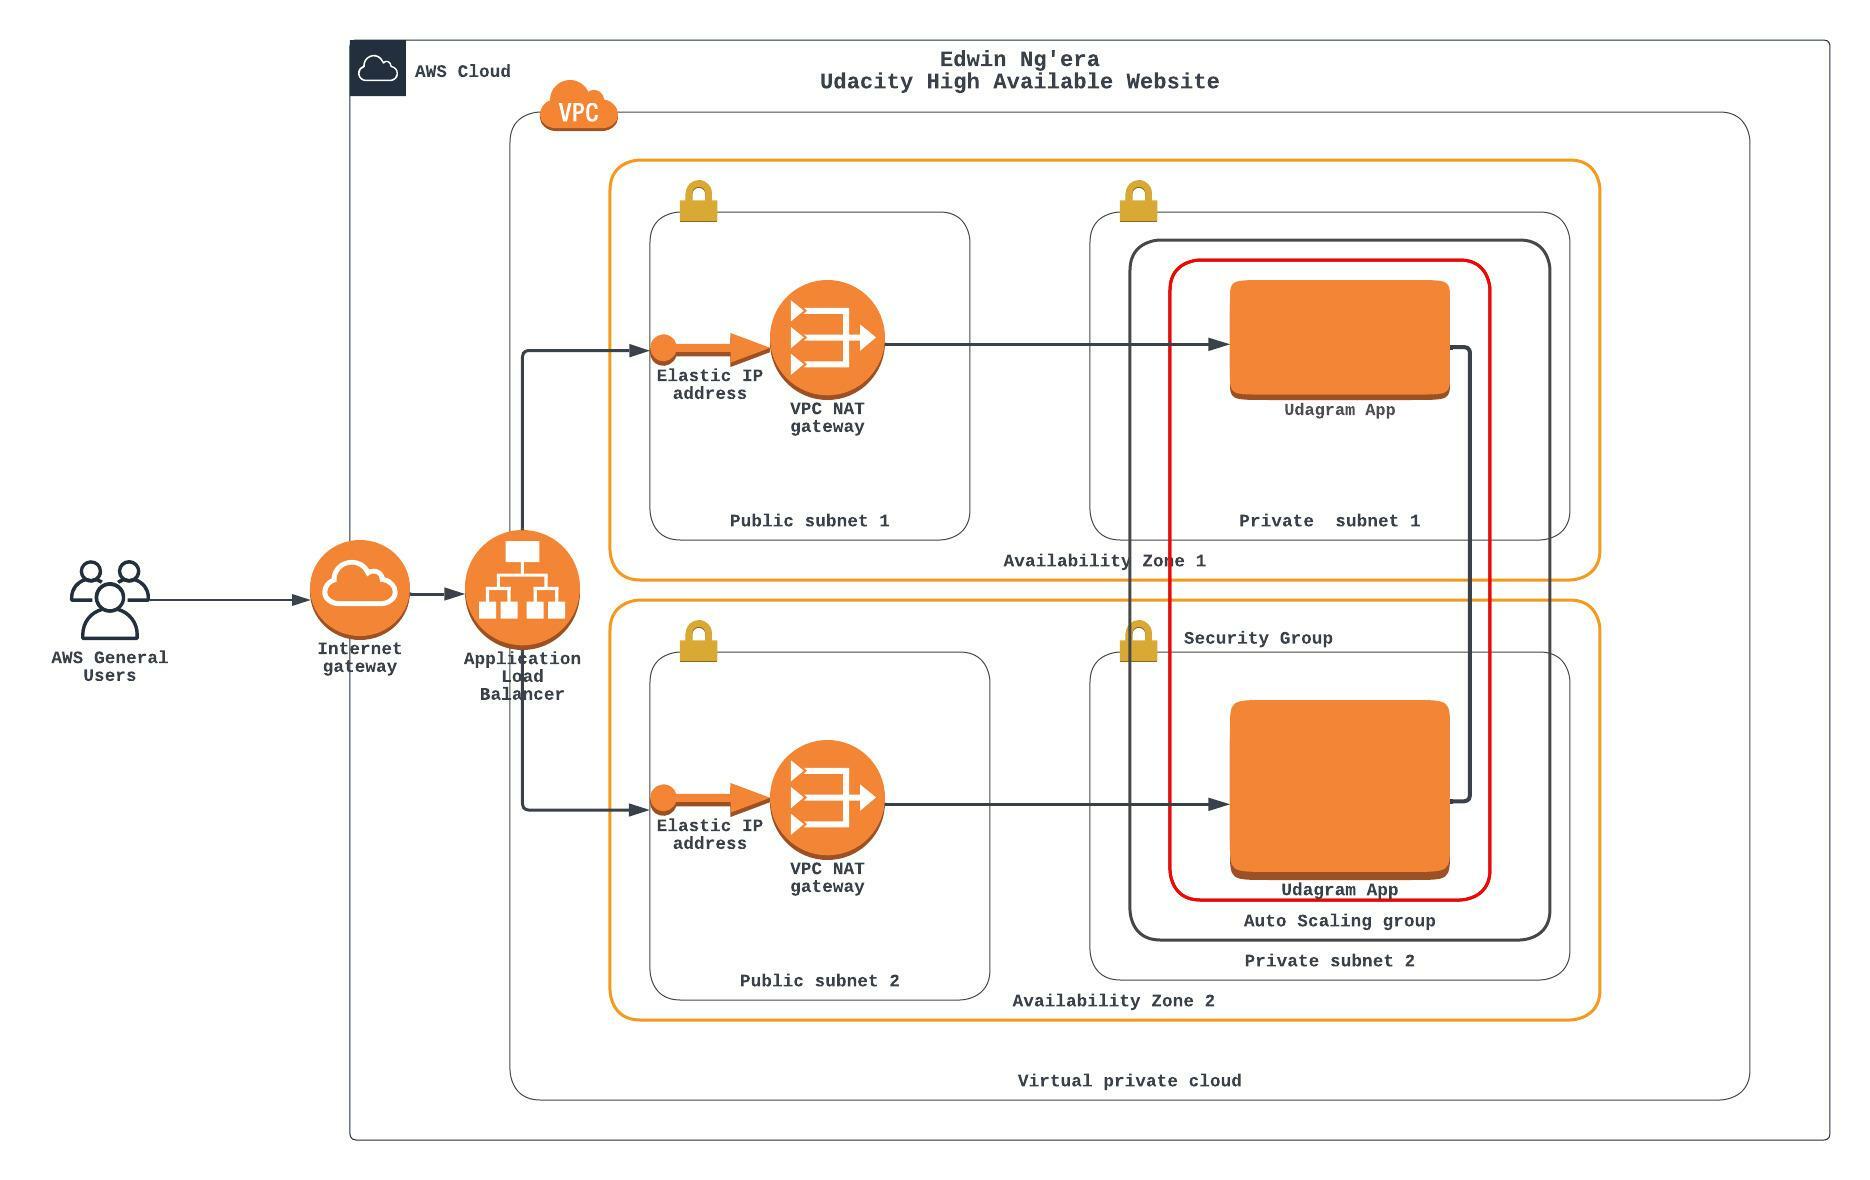 Edwin Ng'era
Udacity High Available Website
AWS Cloud
VPC
Elastic IP
address
VPC NAT
gateway
Udagram App
Public subnet 1
Private  subnet 1
Availability Zone 1
AWS General
Users
Internet
gateway
Application
Load
Balancer
Security Group
Elastic IP
address
VPC NAT
gateway
Udagram App
Auto Scaling group
Private subnet 2
Public subnet 2
Availability Zone 2
Virtual private cloud